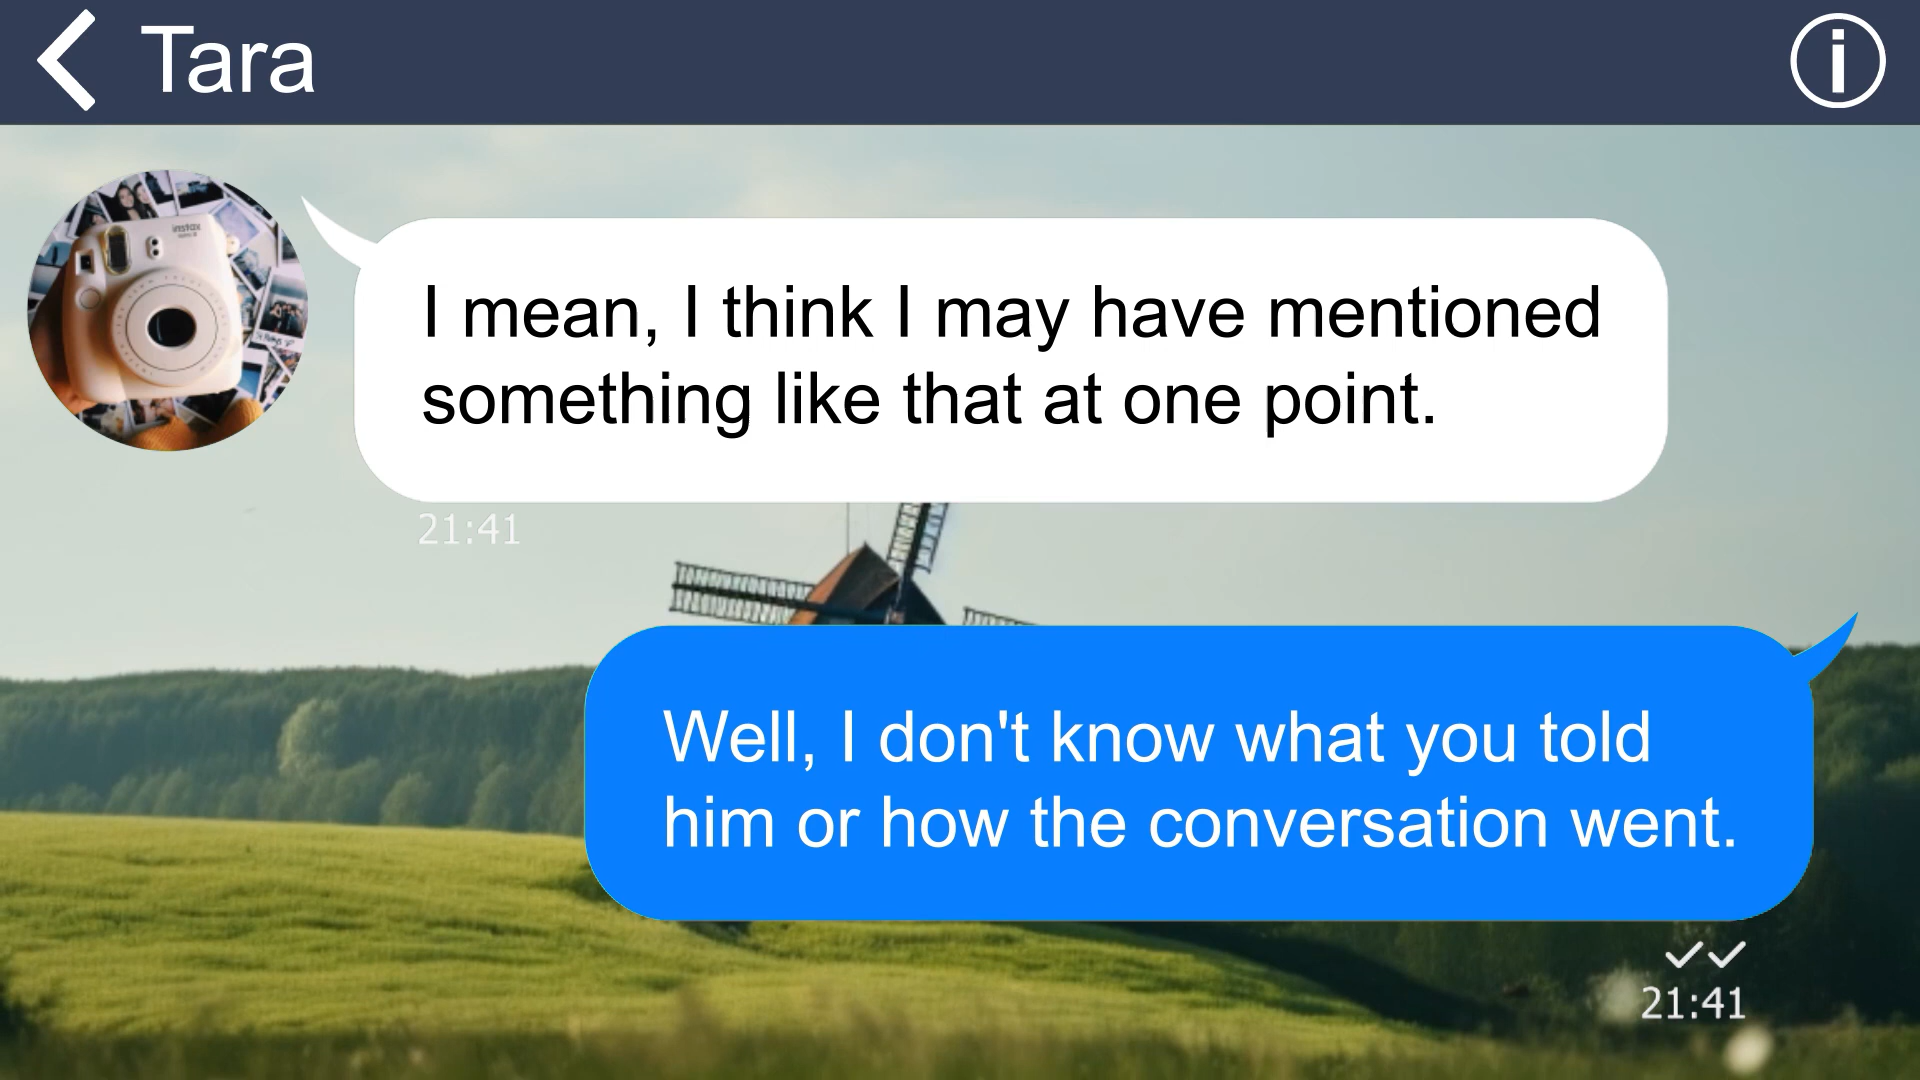 Tara
i
instax
I mean, I think I may have mentioned
something like that at one point.
21:41
Well, I don't know what you told
him or how the conversation went.
21:41